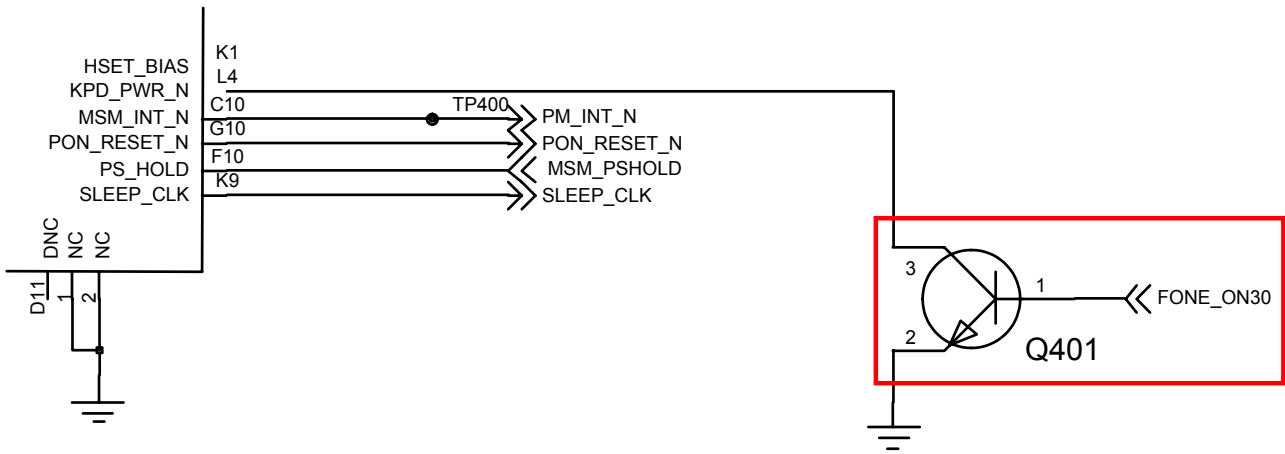 HSET_BIAS K1
KPD_PWR_N L4
MSM_INT_N C10 TP400 PM_INT_N
PON_RESET_N G10 PON_RESET_N
PS_HOLD F10 MSM_PSHOLD
SLEEP_CLK K9 SLEEP_CLK
DNC
NC
NC
D11
1
2
3
1
FONE_ON30
2
Q401